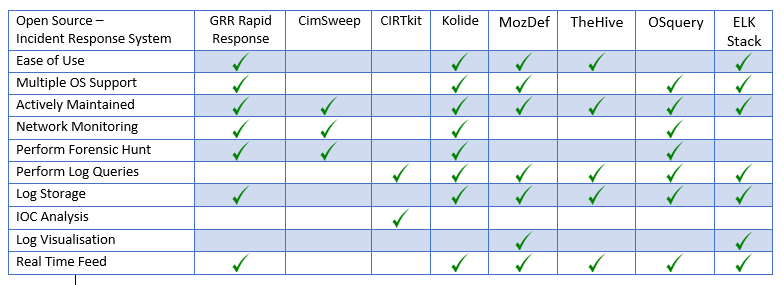 Open Source – GRR Rapid CimSweep CIRTkit Kolide MozDef TheHive OSquery ELK
Incident Response System Response Stack
Ease of Use ✓ ✓ ✓ ✓ ✓
Multiple OS Support ✓ ✓ ✓ ✓ ✓
Actively Maintained ✓ ✓ ✓ ✓ ✓ ✓ ✓
Network Monitoring ✓ ✓ ✓ ✓
Perform Forensic Hunt ✓ ✓ ✓ ✓
Perform Log Queries ✓ ✓ ✓ ✓ ✓ ✓
Log Storage ✓ ✓ ✓ ✓ ✓ ✓
IOC Analysis ✓
Log Visualisation ✓ ✓
Real Time Feed ✓ ✓ ✓ ✓ ✓ ✓